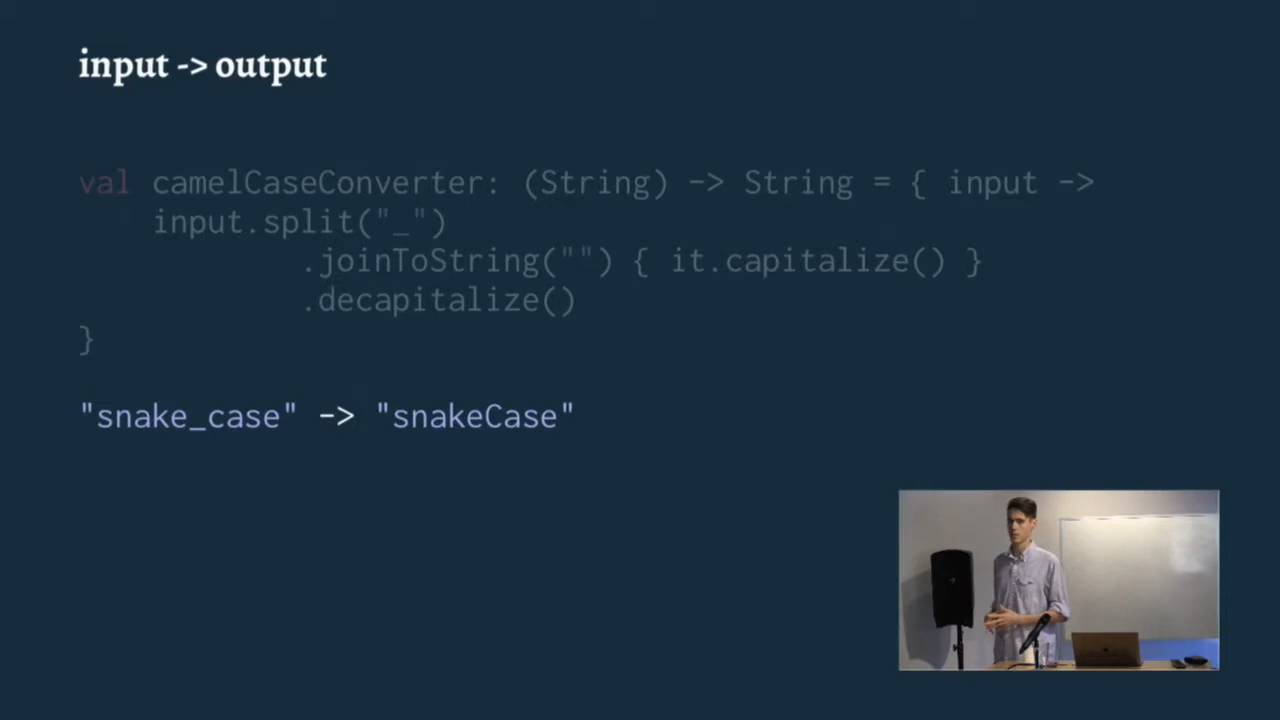 input -> output
val camelCaseConverter: (String) -> String = { input ->
input.split("_")
.joinToString("") { it.capitalize() }
.decapitalize()
}
"snake_case" -> "snakeCase"